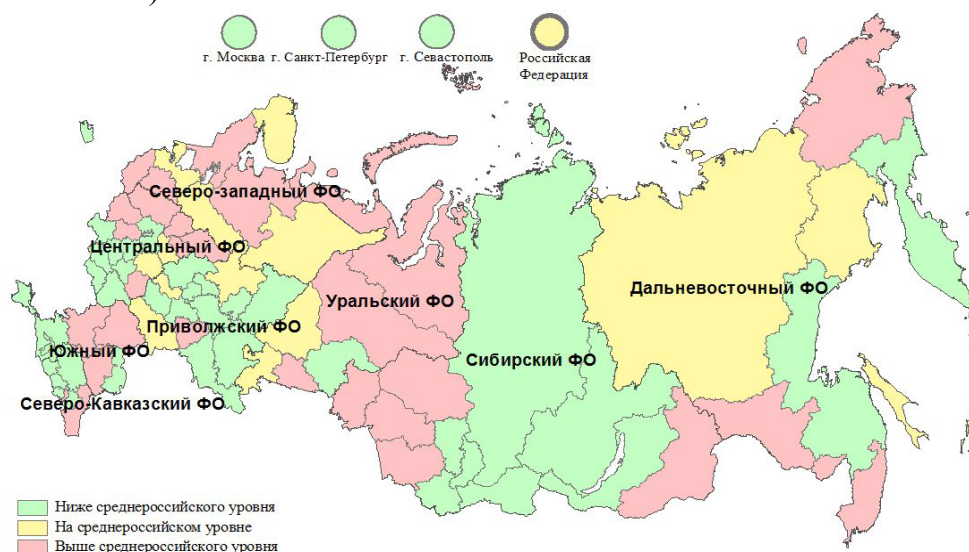 )
г. Москва г. Санкт-Петербург г. Севастополь Российская
Федерация
Северо-западный ФО
Центральный ФО
Уральский ФО
Дальневосточный ФО
Приволжский ФО
Южный ФО
Сибирский ФО
Северо-Кавказский ФО
Ниже среднероссийского уровня
На среднероссийском уровне
Выше среднероссийского уровня